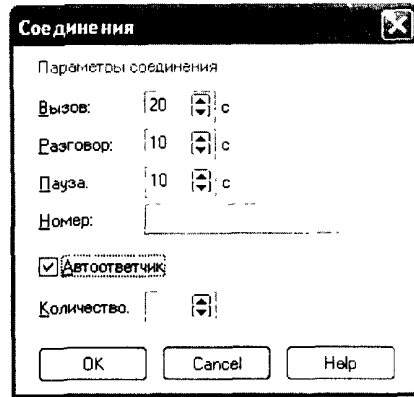 Соединения
Параметры соединения
Вызов: 20 с
Разговор: 10 с
Пауза. 10 с
Номер:
Автоответчик
Количество.
OK Cancel Help